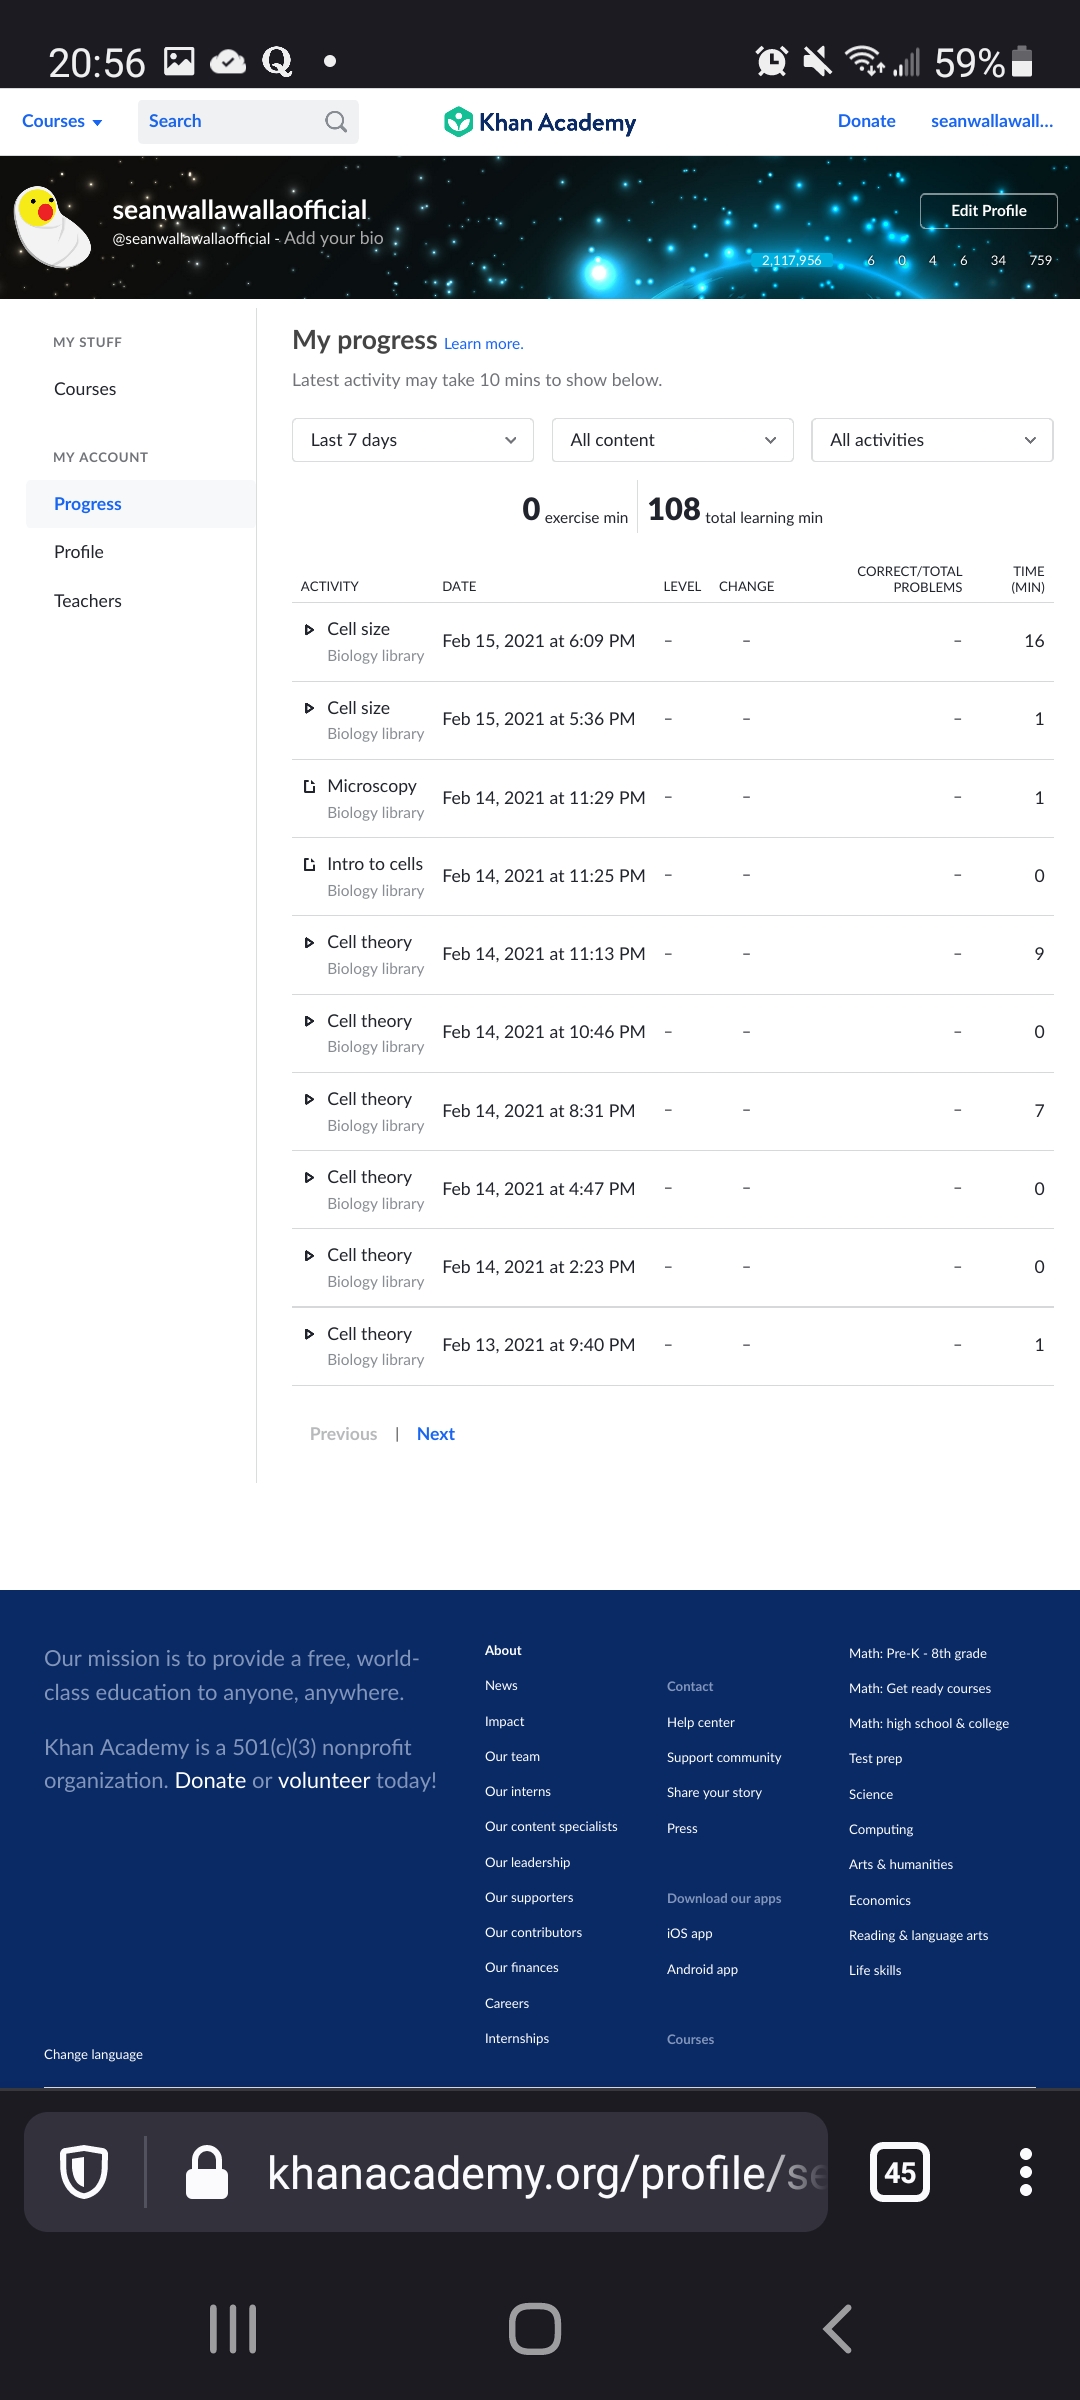 20:56 59%
Courses Search Khan Academy Donate seanwallawall...
seanwallawallaofficial
@seanwallawallaofficial - Add your bio
Edit Profile
2,117,956 6 0 4 6 34 759
MY STUFF
Courses
MY ACCOUNT
Progress
Profile
Teachers
My progress Learn more.
Latest activity may take 10 mins to show below.
Last 7 days All content All activities
0 exercise min 108 total learning min
ACTIVITY DATE LEVEL CHANGE CORRECT/TOTAL PROBLEMS TIME (MIN)
Cell size Feb 15, 2021 at 6:09 PM – – – 16
Biology library
Cell size Feb 15, 2021 at 5:36 PM – – – 1
Biology library
Microscopy Feb 14, 2021 at 11:29 PM – – – 1
Biology library
Intro to cells Feb 14, 2021 at 11:25 PM – – – 0
Biology library
Cell theory Feb 14, 2021 at 11:13 PM – – – 9
Biology library
Cell theory Feb 14, 2021 at 10:46 PM – – – 0
Biology library
Cell theory Feb 14, 2021 at 8:31 PM – – – 7
Biology library
Cell theory Feb 14, 2021 at 4:47 PM – – – 0
Biology library
Cell theory Feb 14, 2021 at 2:23 PM – – – 0
Biology library
Cell theory Feb 13, 2021 at 9:40 PM – – – 1
Biology library
Previous | Next
Our mission is to provide a free, world-
class education to anyone, anywhere.
Khan Academy is a 501(c)(3) nonprofit
organization. Donate or volunteer today!
About
News
Impact
Our team
Our interns
Our content specialists
Our leadership
Our supporters
Our contributors
Our finances
Careers
Internships
Contact
Help center
Support community
Share your story
Press
Download our apps
iOS app
Android app
Courses
Math: Pre-K - 8th grade
Math: Get ready courses
Math: high school & college
Test prep
Science
Computing
Arts & humanities
Economics
Reading & language arts
Life skills
Change language
khanacademy.org/profile/se
45